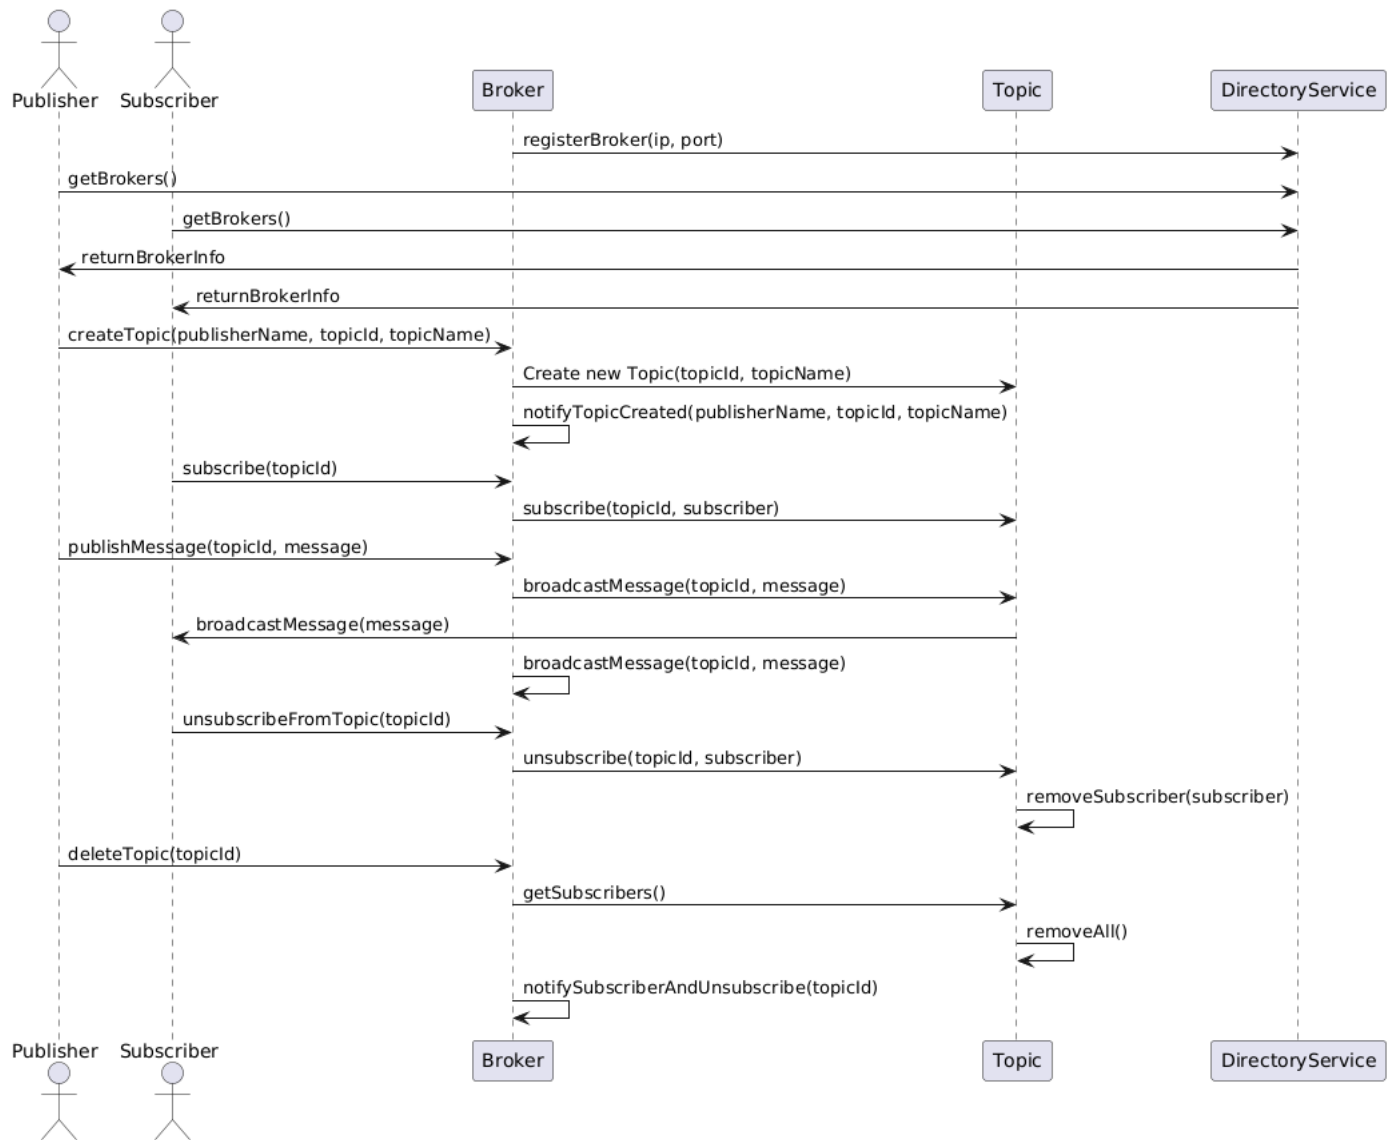 Publisher
Subscriber
Broker
Topic
DirectoryService
registerBroker(ip, port)
getBrokers()
getBrokers()
returnBrokerInfo
returnBrokerInfo
createTopic(publisherName, topicId, topicName)
Create new Topic(topicId, topicName)
notifyTopicCreated(publisherName, topicId, topicName)
subscribe(topicId)
subscribe(topicId, subscriber)
publishMessage(topicId, message)
broadcastMessage(topicId, message)
broadcastMessage(message)
broadcastMessage(topicId, message)
unsubscribeFromTopic(topicId)
unsubscribe(topicId, subscriber)
removeSubscriber(subscriber)
deleteTopic(topicId)
getSubscribers()
removeAll()
notifySubscriberAndUnsubscribe(topicId)
Publisher
Subscriber
Broker
Topic
DirectoryService